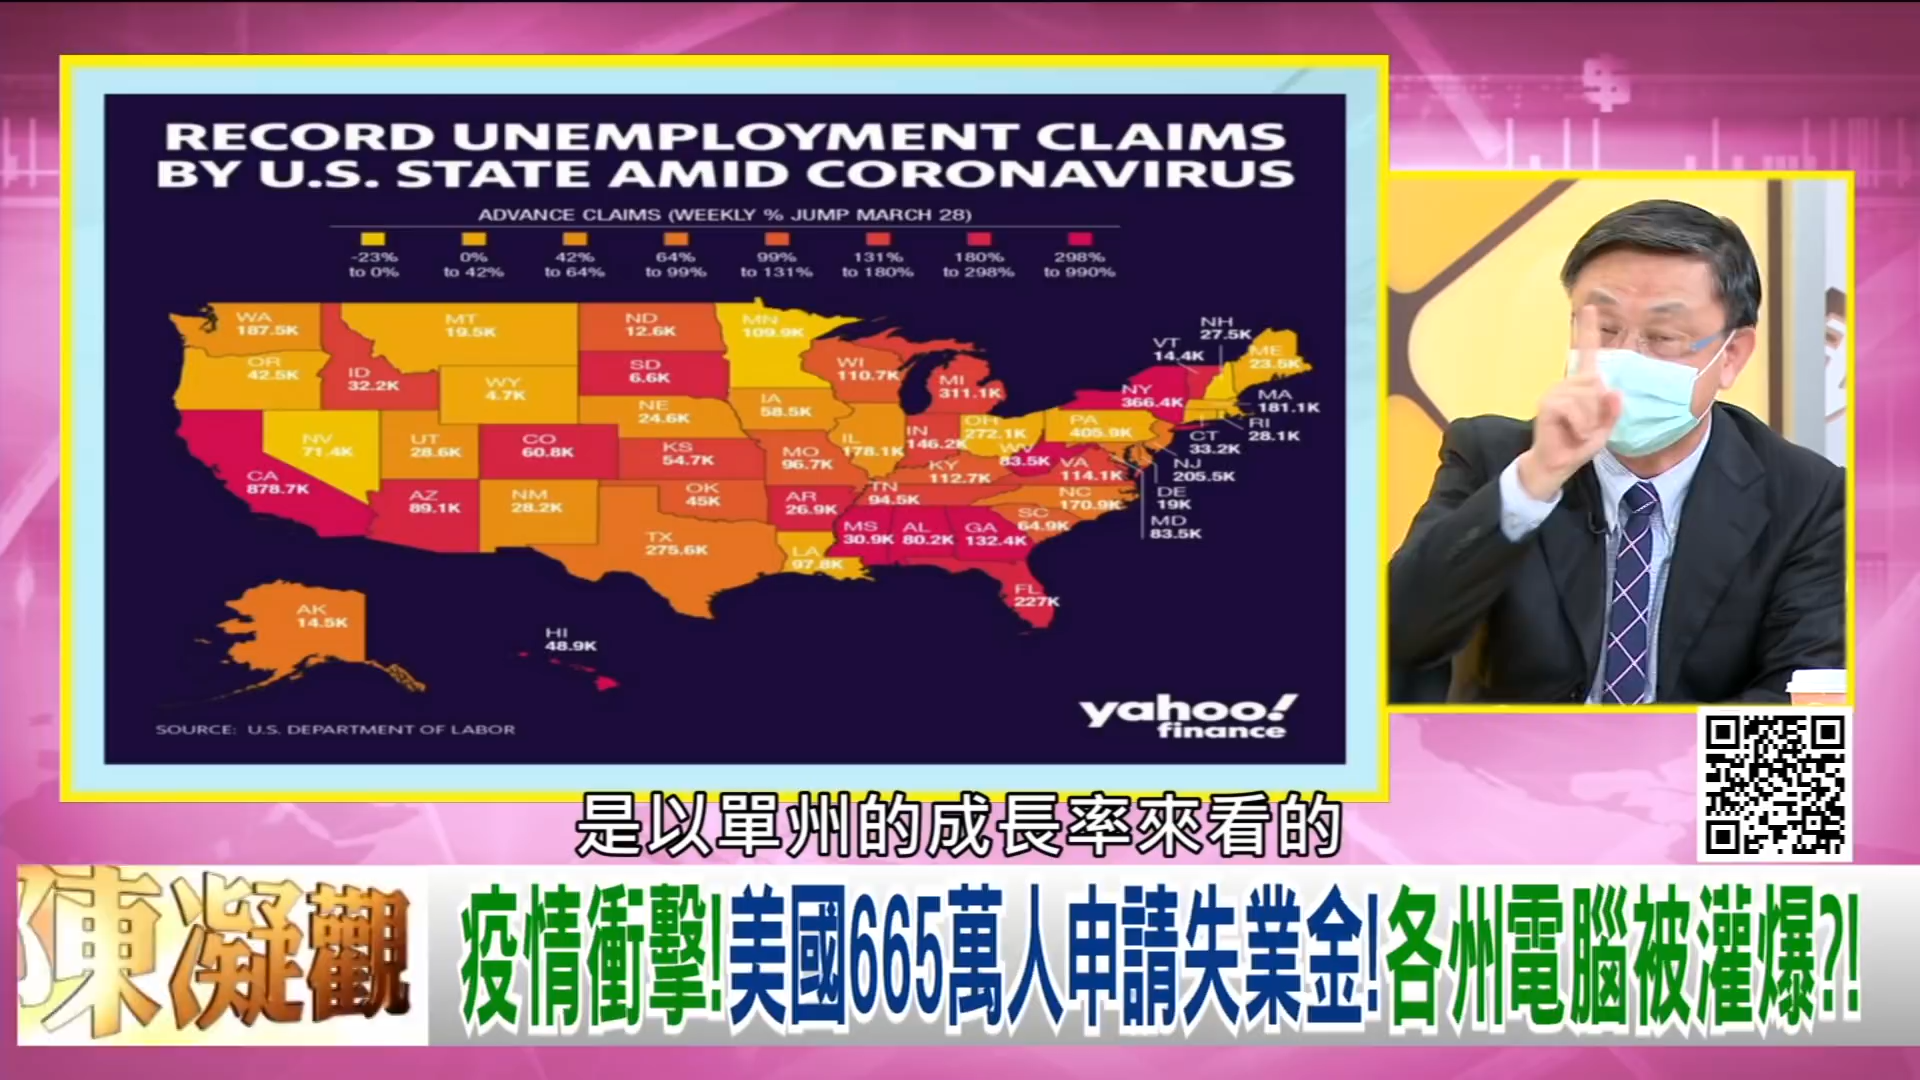 RECORD UNEMPLOYMENT CLAIMS
BY U.S. STATE AMID CORONAVIRUS
ADVANCE CLAIMS (WEEKLY % JUMP MARCH 28)
-23% to 0%
0% to 42%
42% to 64%
64% to 99%
99% to 131%
131% to 180%
180% to 298%
298% to 990%
WA 187.5K
MT 19.5K
ND 12.6K
MN 109.9K
NH 27.5K
VT 14.4K
ME 23.5K
OR 42.5K
ID 32.2K
SD 6.6K
WI 110.7K
MI 311.1K
WY 4.7K
NY 366.4K
MA 181.1K
NE 24.6K
IA 58.5K
RI 28.1K
CT 33.2K
NV 71.4K
UT 28.6K
CO 60.8K
KS 54.7K
MO 96.7K
IL 178.1K
IN 146.2K
OR 272.1K
PA 405.9K
WV 83.5K
VA 114.1K
NJ 205.5K
CA 878.7K
KY 112.7K
DE 19K
AZ 89.1K
NM 28.2K
OK 45K
AR 26.9K
TN 94.5K
NC 170.9K
SC 64.9K
MD 83.5K
TX 275.6K
LA 97.8K
MS 30.9K
AL 80.2K
GA 132.4K
FL 227K
AK 14.5K
HI 48.9K
SOURCE: U.S. DEPARTMENT OF LABOR
yahoo!
finance
是以單州的成長率來看的
陳凝觀
疫情衝擊!美國665萬人申請失業金!各州電腦被灌爆?!